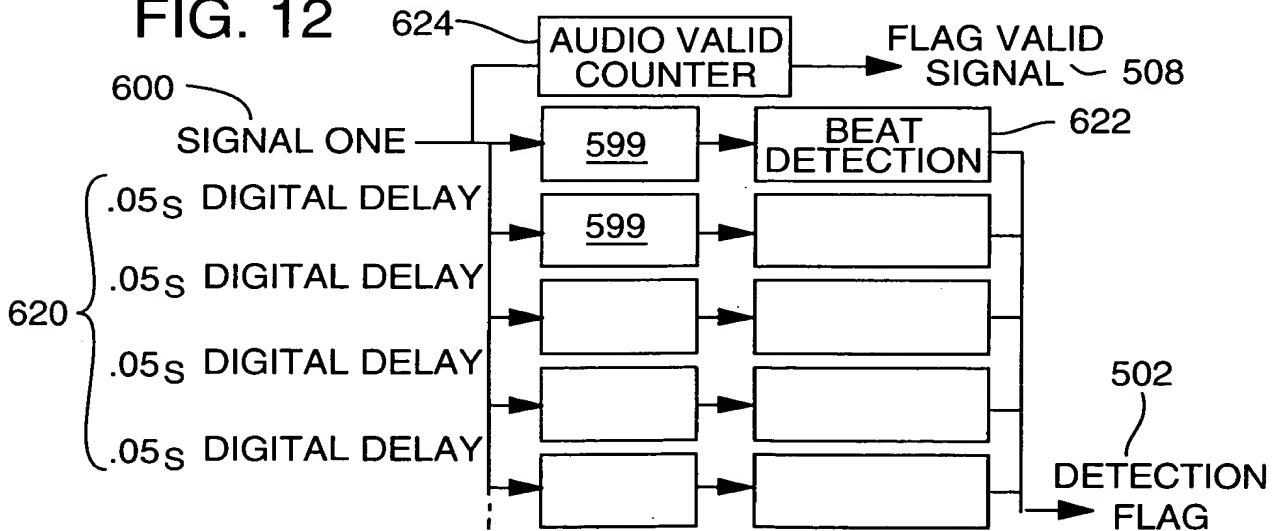 FIG. 12
624
AUDIO VALID
COUNTER
FLAG VALID
SIGNAL
508
600
SIGNAL ONE
599
BEAT
DETECTION
622
.05s DIGITAL DELAY
599
.05s DIGITAL DELAY
620
.05s DIGITAL DELAY
.05s DIGITAL DELAY
502
DETECTION
FLAG